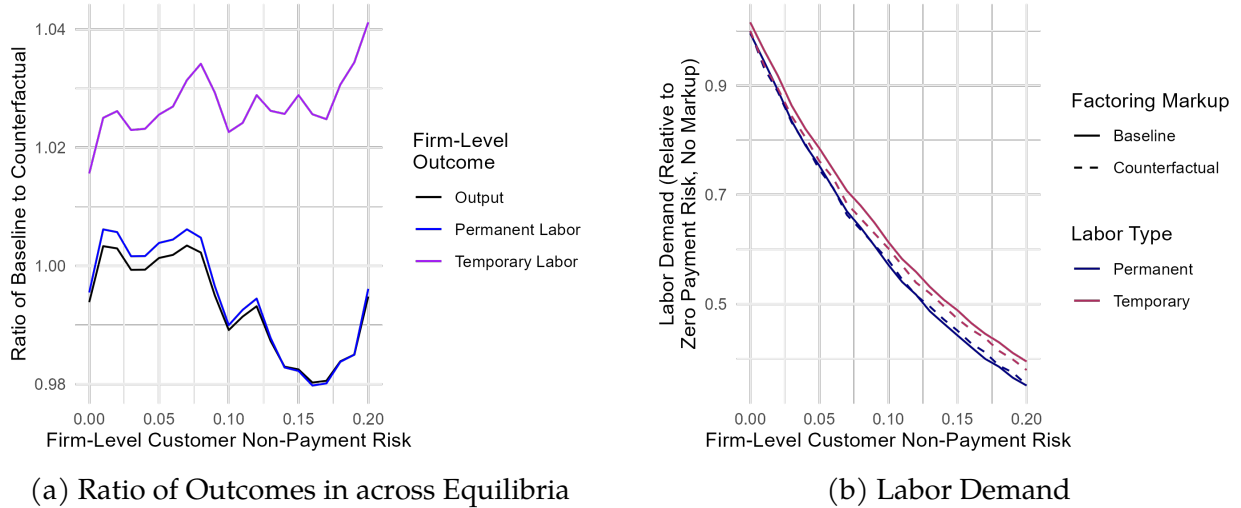 Ratio of Baseline to Counterfactual
1.04
1.02
1.00
0.98
0.00
0.05
0.10
0.15
0.20
Firm-Level Customer Non-Payment Risk
Firm-Level
Outcome
Output
Permanent Labor
Temporary Labor
(a) Ratio of Outcomes in across Equilibria
Labor Demand (Relative to
Zero Payment Risk, No Markup)
0.9
0.7
0.5
0.00
0.05
0.10
0.15
0.20
Firm-Level Customer Non-Payment Risk
Factoring Markup
Baseline
Counterfactual
Labor Type
Permanent
Temporary
(b) Labor Demand